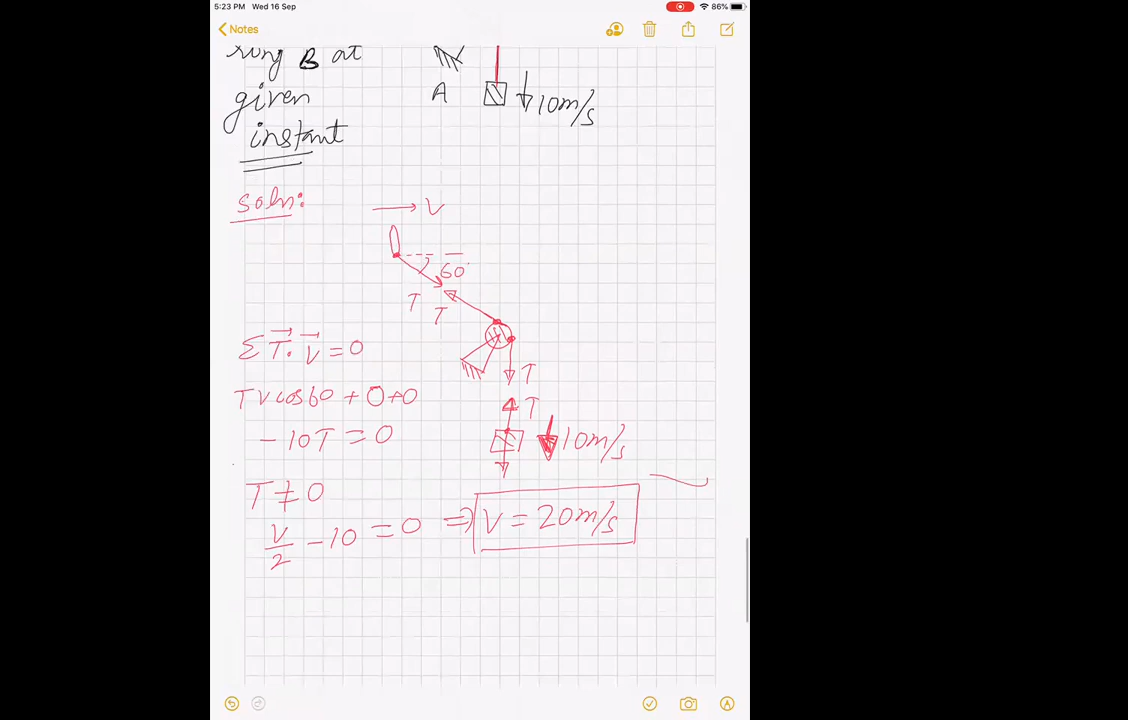 5:23 PM Wed 16 Sep
86%
Notes
ring B at
given
instant
A
10m/s
Soln:
V
60
T
T
Σ T⃗. v⃗ = 0
T
TV cos60 + 0 + 0
T
- 10T = 0
10m/s
T ≠ 0
V/2 - 10 = 0 ⇒ V = 20m/s